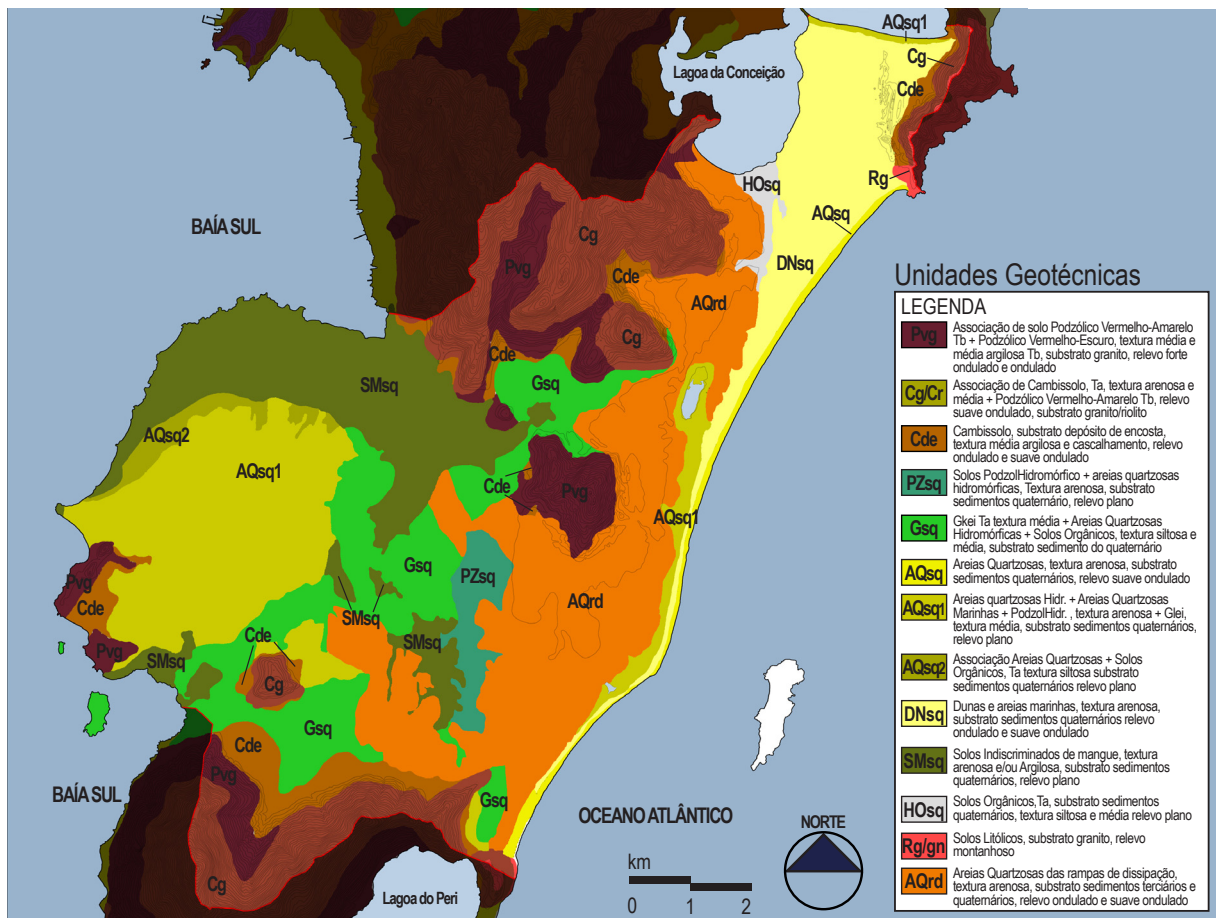 AQsq1
Cg
Lagoa da Conceição
Cde
Rg
HOsq
BAÍA SUL
AQsq
Cg
DNsq
Pvg
Cde
AQrd
Cg
Cde
Gsq
SMsq
AQsq2
AQsq1
Cde
Pvg
AQsq1
Gsq
PZsq
Pvg
AQrd
Cde
SMsq
Cde
SMsq
Pvg
SMsq
Cg
Gsq
Cde
Pvg
BAÍA SUL
Gsq
OCEANO ATLÂNTICO
NORTE
km
Cg
Lagoa do Peri
0 1 2
Unidades Geotécnicas
LEGENDA
Pvg
Associação de solo Podzólico Vermelho-Amarelo
Tb + Podzólico Vermelho-Escuro, textura média e
média argilosa Tb, substrato granito, relevo forte
ondulado e ondulado
Cg/Cr
Associação de Cambissolo, Ta, textura arenosa e
média + Podzólico Vermelho-Amarelo Tb, relevo
suave ondulado, substrato granito/riolito
Cde
Cambissolo, substrato depósito de encosta,
textura média argilosa e cascalhamento, relevo
ondulado e suave ondulado
PZsq
Solos PodzolHidromórfico + areias quartzosas
hidromórficas, Textura arenosa, substrato
sedimentos quaternário, relevo plano
Gsq
Gkei Ta textura média + Areias Quartzosas
Hidromórficas + Solos Orgânicos, textura siltosa e
média, substrato sedimento do quaternário
AQsq
Areias Quartzosas, textura arenosa, substrato
sedimentos quaternários, relevo suave ondulado
AQsq1
Areias quartzosas Hidr. + Areias Quartzosas
Marinhas + PodzolHidr. , textura arenosa + Glei,
textura média, substrato sedimentos quaternários,
relevo plano
AQsq2
Associação Areias Quartzosas + Solos
Orgânicos, Ta textura siltosa substrato
sedimentos quaternários relevo plano
DNsq
Dunas e areias marinhas, textura arenosa,
substrato sedimentos quaternários relevo
ondulado e suave ondulado
SMsq
Solos Indiscriminados de mangue, textura
arenosa e/ou Argilosa, substrato sedimentos
quaternários, relevo plano
HOsq
Solos Orgânicos,Ta, substrato sedimentos
quaternários, textura siltosa e média relevo plano
Rg/gn
Solos Litólicos, substrato granito, relevo
montanhoso
AQrd
Areias Quartzosas das rampas de dissipação,
textura arenosa, substrato sedimentos terciários e
quaternários, relevo ondulado e suave ondulado